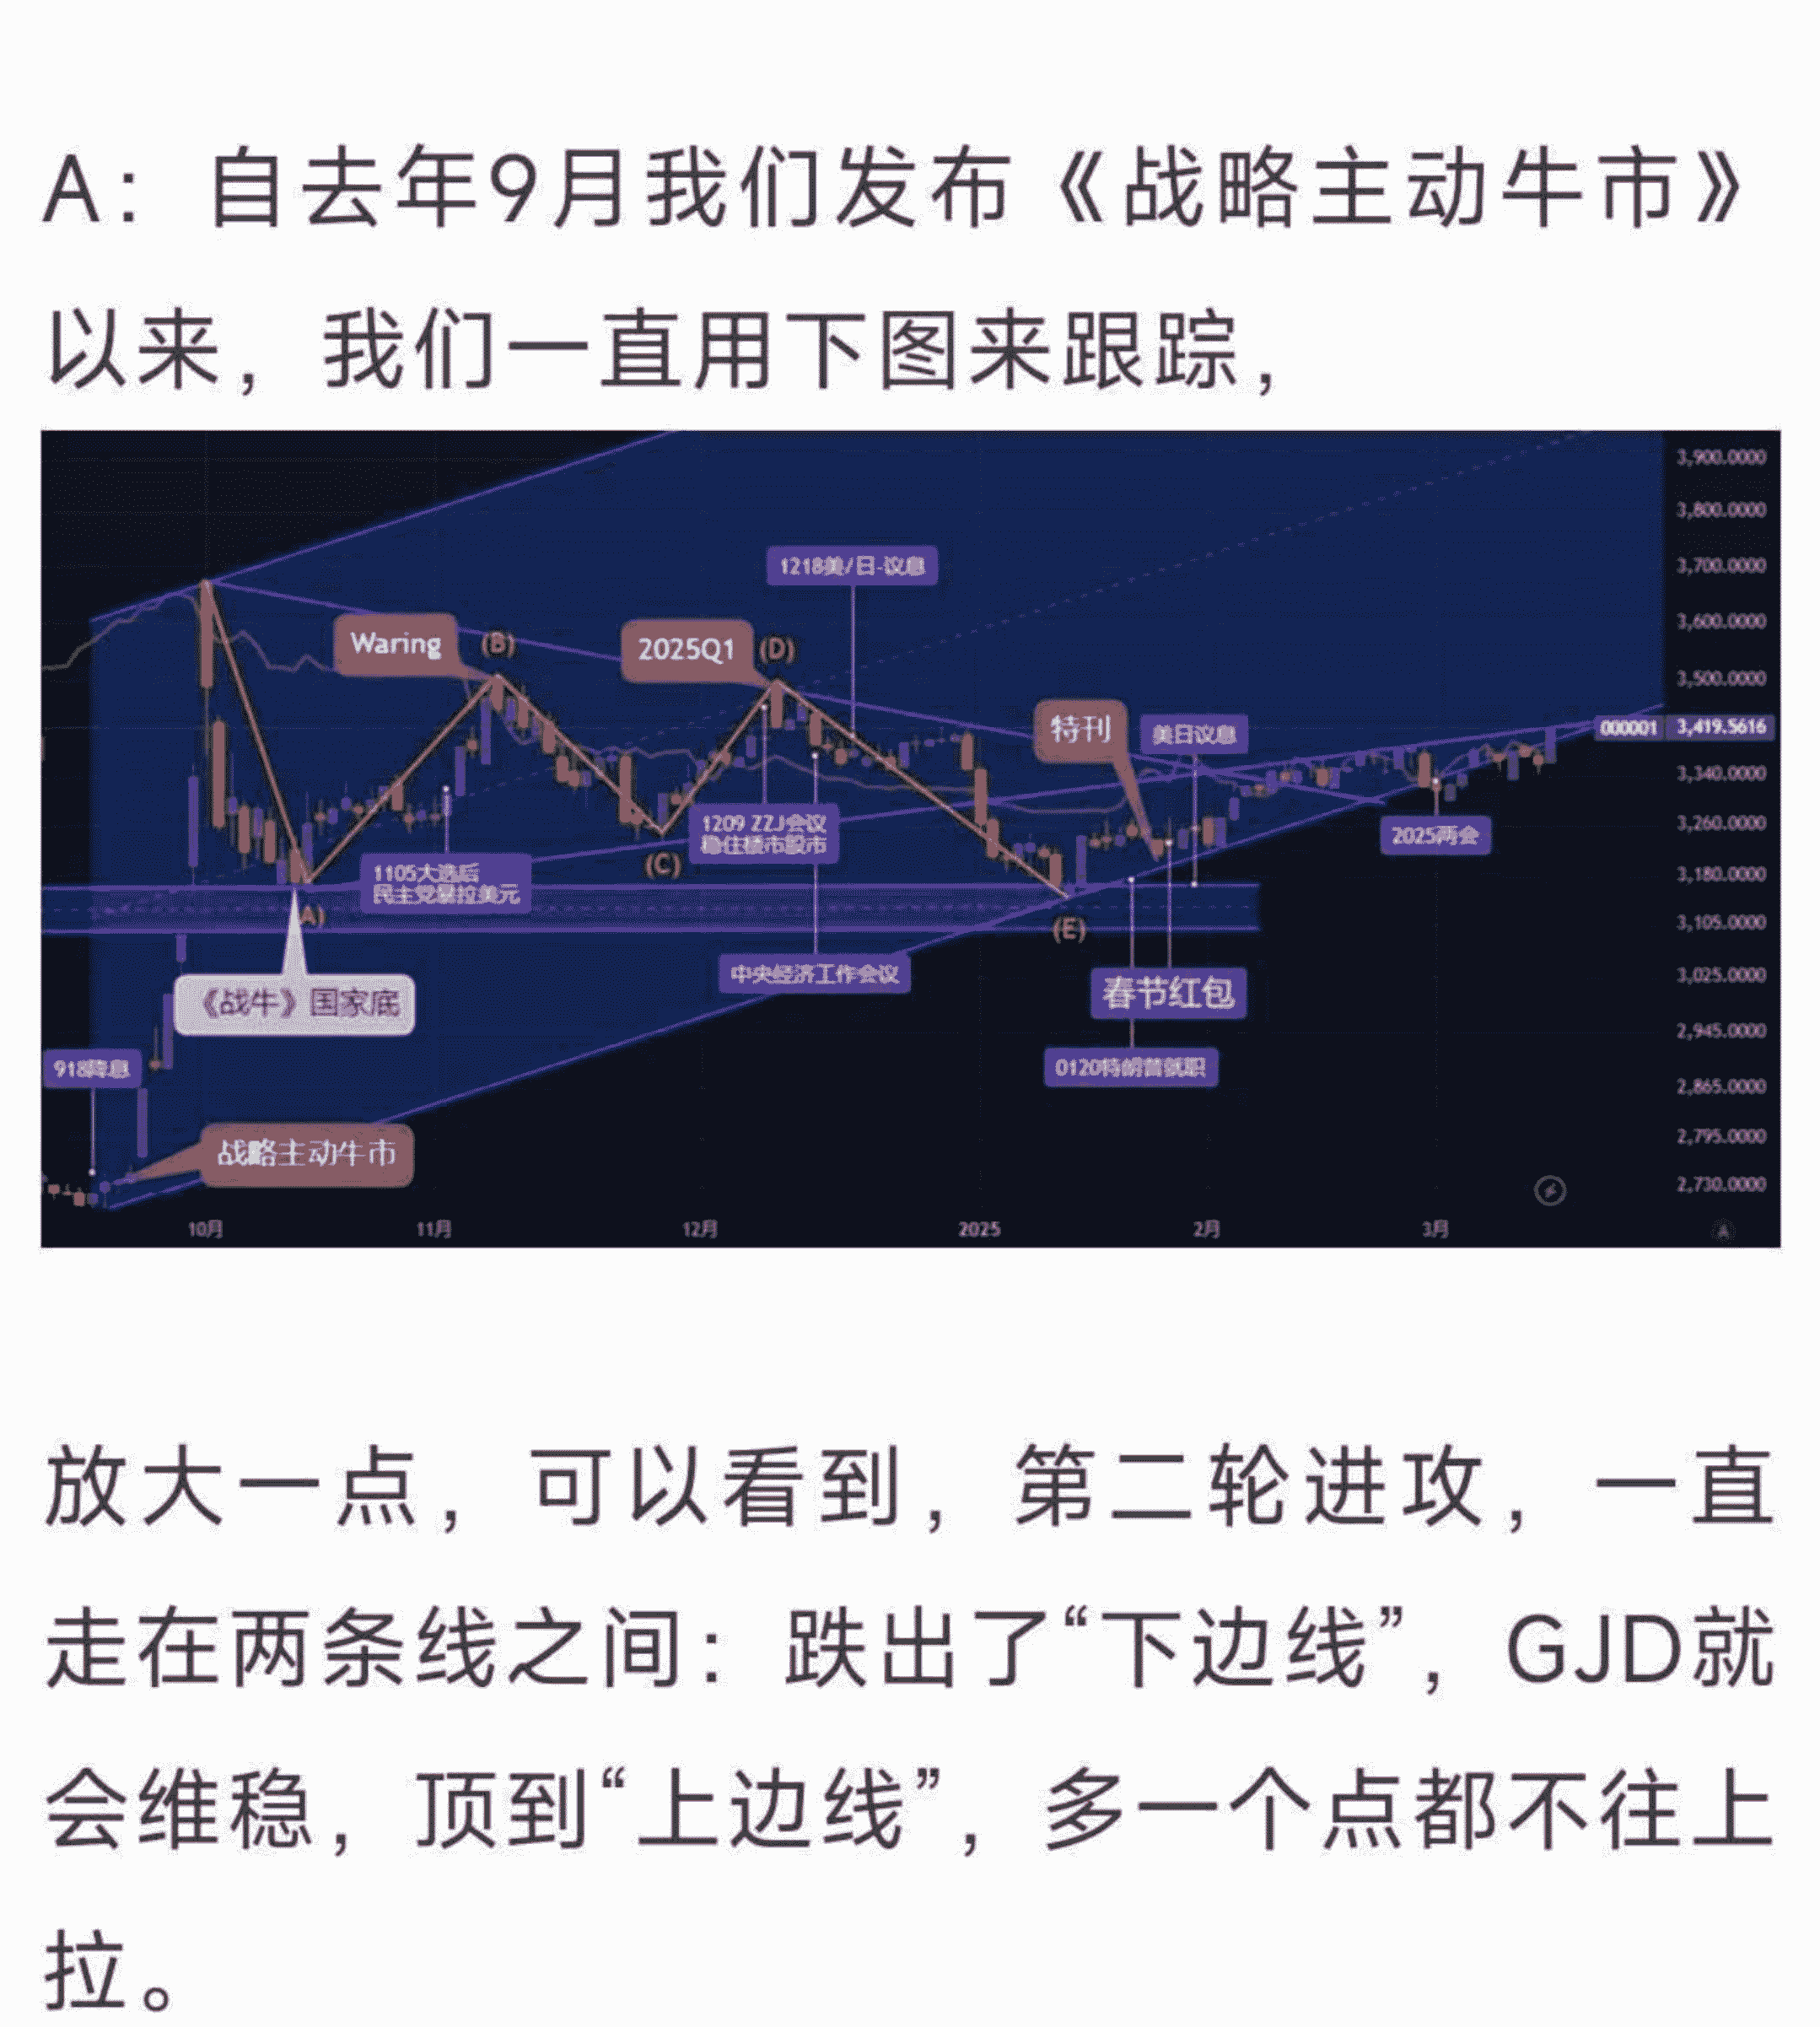 A：自去年9月我们发布《战略主动牛市》
以来，我们一直用下图来跟踪，
3,900.0000
3,800.0000
1218美/日-议息
3,700.0000
3,600.0000
Waring
(B)
2025Q1
(D)
3,500.0000
特刊
美日议息
000001
3,419.5616
3,340.0000
1209 ZZJ会议
稳住楼市股市
2025两会
3,260.0000
(C)
1105大选后
民主党暴拉美元
3,180.0000
A)
(E)
3,105.0000
中央经济工作会议
3,025.0000
《战牛》国家底
春节红包
2,945.0000
918降息
0120特朗普就职
2,865.0000
战略主动牛市
2,795.0000
2,730.0000
10月
11月
12月
2025
2月
3月
A
放大一点，可以看到，第二轮进攻，一直
走在两条线之间：跌出了“下边线”，GJD就
会维稳，顶到“上边线”，多一个点都不往上
拉。